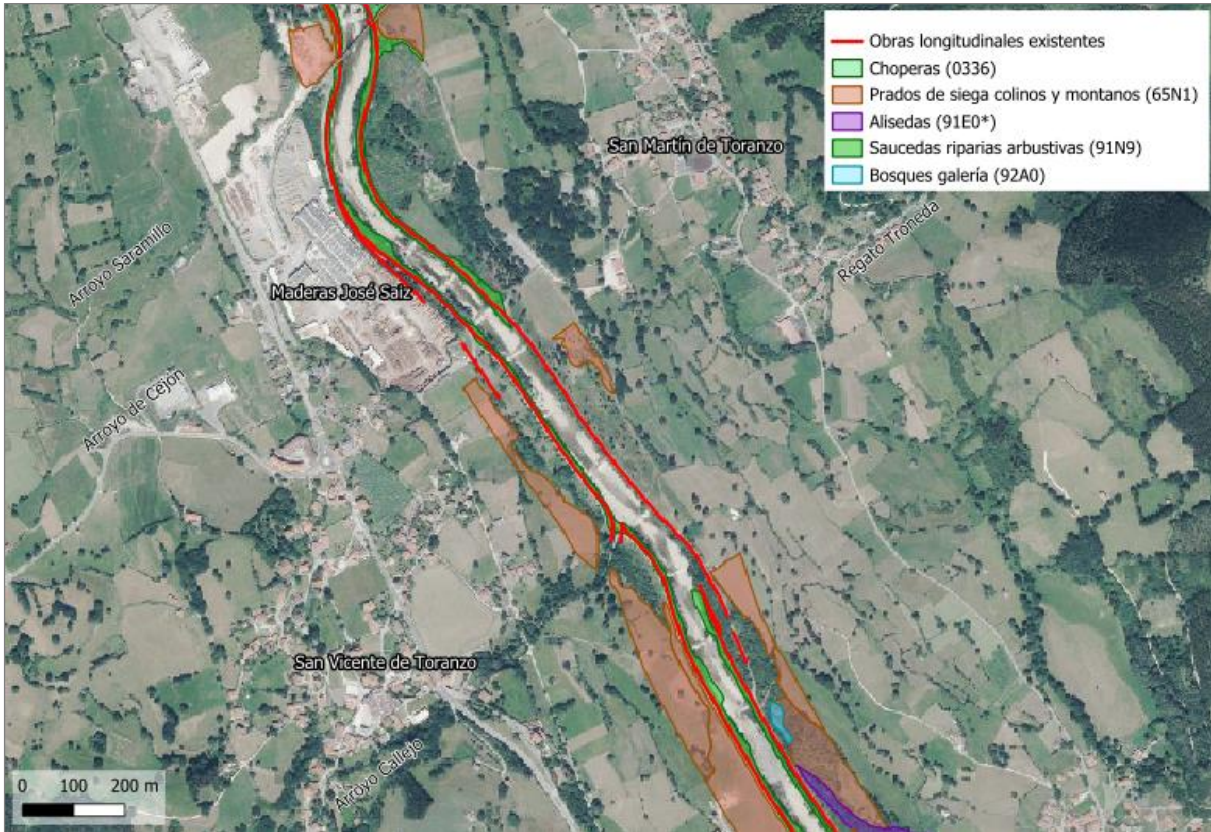 Obras longitudinales existentes
Choperas (0336)
Prados de siega colinos y montanos (65N1)
Alisedas (91E0*)
Saucedas riparias arbustivas (91N9)
Bosques galería (92A0)
San Martín de Toranzo
Regato Troneda
Arroyo Saramillo
Maderas José Saiz
Arroyo de Cejón
San Vicente de Toranzo
Arroyo Callejo
0 100 200 m